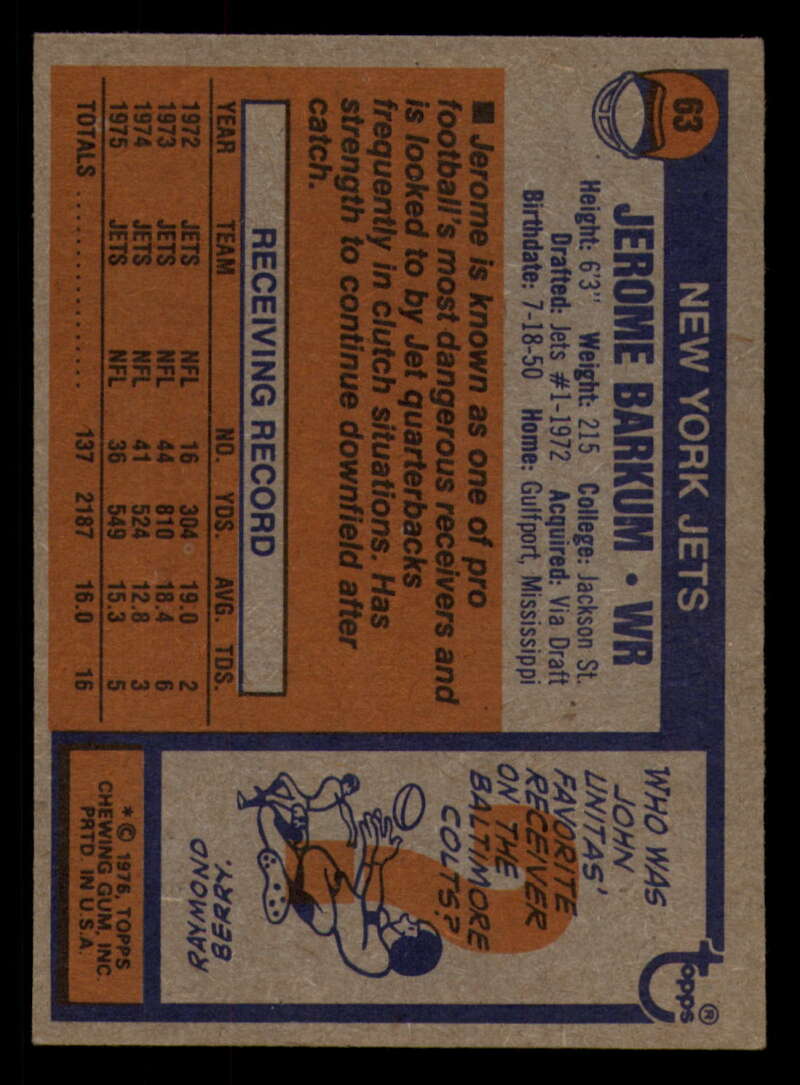 63
NEW YORK JETS
JEROME BARKUM • WR
Height: 6'3" Weight: 215 College: Jackson St.
Drafted: Jets #1-1972 Acquired: Via Draft
Birthdate: 7-18-50 Home: Gulfport, Mississippi
■ Jerome is known as one of pro
football's most dangerous receivers and
is looked to by Jet quarterbacks
frequently in clutch situations. Has
strength to continue downfield after
catch.
RECEIVING RECORD
YEAR TEAM NO. YDS. AVG. TDS.
1972 JETS NFL 16 304 19.0 2
1973 JETS NFL 44 810 18.4 6
1974 JETS NFL 41 524 12.8 3
1975 JETS NFL 36 549 15.3 5
TOTALS .................. 137 2187 16.0 16
topps®
WHO WAS
JOHN
UNITAS'
FAVORITE
RECEIVER
ON THE
BALTIMORE
COLTS?
?
RAYMOND
BERRY.
* © 1976, TOPPS
CHEWING GUM, INC.
PRTD. IN U.S.A.